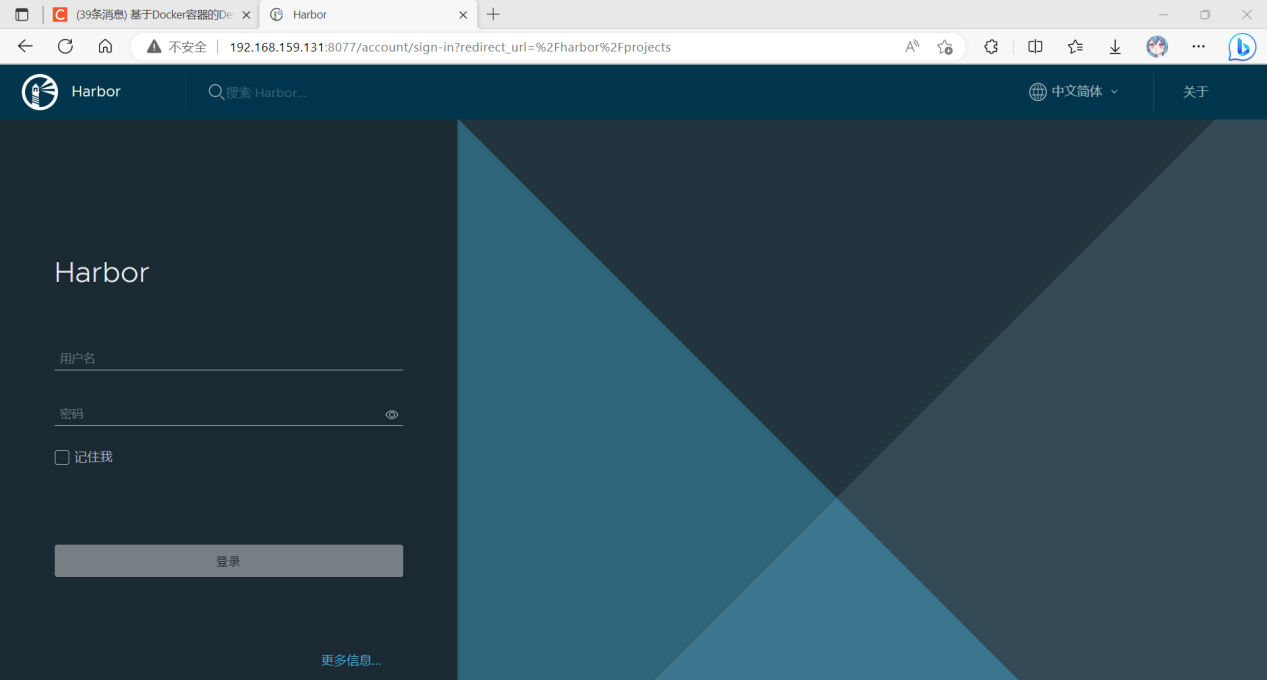 (39条消息) 基于Docker容器的De
Harbor
不安全
192.168.159.131:8077/account/sign-in?redirect_url=%2Fharbor%2Fprojects
Harbor
搜索 Harbor...
中文简体
关于
Harbor
用户名
密码
记住我
登录
更多信息...